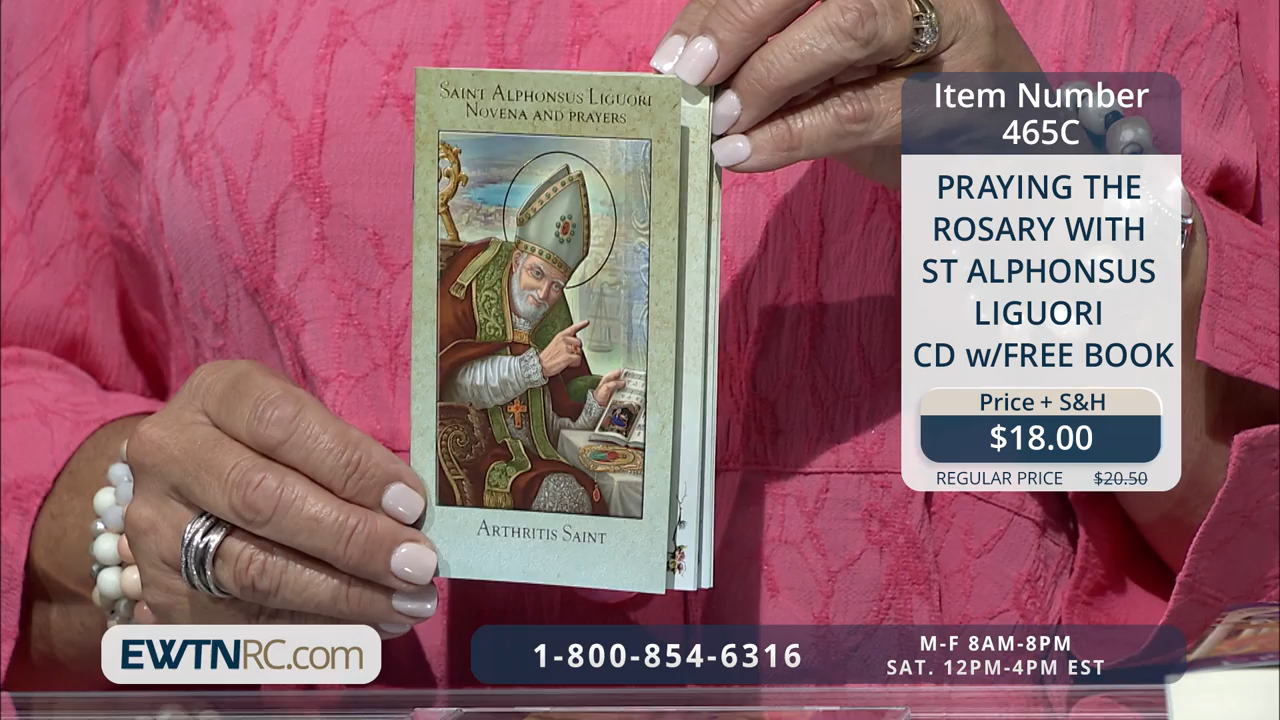 SAINT ALPHONSUS LIGUORI
NOVENA AND PRAYERS
ARTHRITIS SAINT
Item Number
465C
PRAYING THE
ROSARY WITH
ST ALPHONSUS
LIGUORI
CD w/FREE BOOK
Price + S&H
$18.00
REGULAR PRICE $20.50
EWTNRC.com
1-800-854-6316
M-F 8AM-8PM
SAT. 12PM-4PM EST